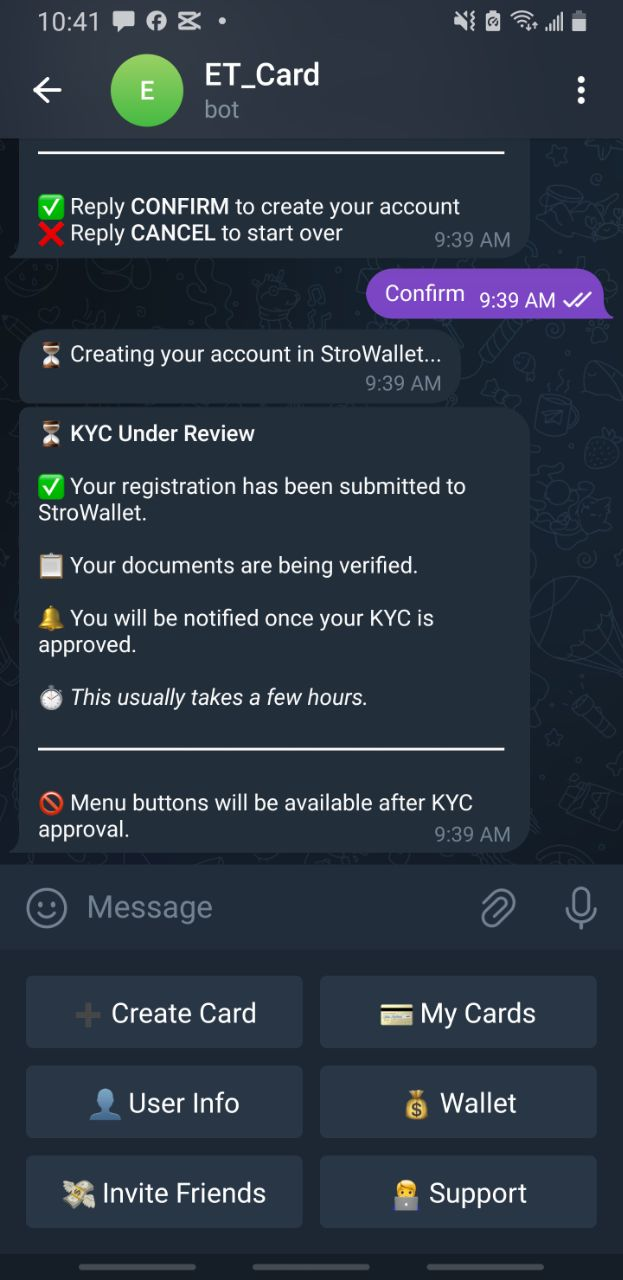 10:41
ET_Card
E
bot
✅ Reply CONFIRM to create your account
❌ Reply CANCEL to start over
9:39 AM
Confirm 9:39 AM
⏳ Creating your account in StroWallet...
9:39 AM
⏳ KYC Under Review
✅ Your registration has been submitted to
StroWallet.
📋 Your documents are being verified.
🔔 You will be notified once your KYC is
approved.
⏱ This usually takes a few hours.
🚫 Menu buttons will be available after KYC
approval.
9:39 AM
Message
➕ Create Card
💳 My Cards
👤 User Info
💰 Wallet
💸 Invite Friends
🧑‍💻 Support